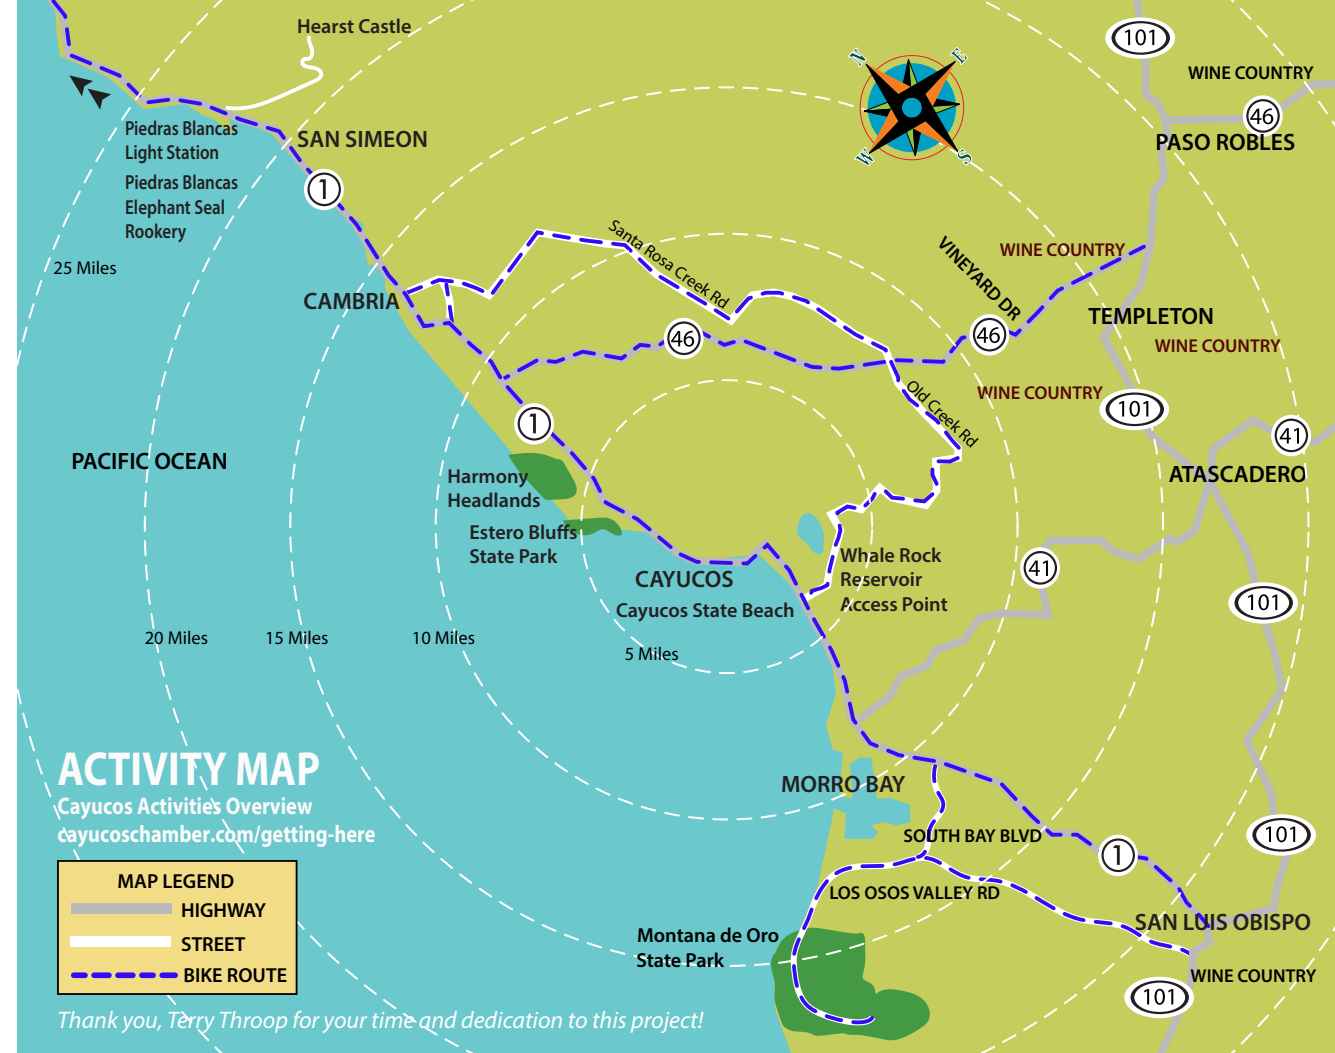 Hearst Castle
101
N
E
W
S
WINE COUNTRY
46
PASO ROBLES
Piedras Blancas
Light Station
Piedras Blancas
Elephant Seal
Rookery
SAN SIMEON
1
25 Miles
CAMBRIA
Santa Rosa Creek Rd
46
VINEYARD DR
WINE COUNTRY
46
TEMPLETON
WINE COUNTRY
WINE COUNTRY
101
Old Creek Rd
1
41
ATASCADERO
PACIFIC OCEAN
Harmony
Headlands
Estero Bluffs
State Park
CAYUCOS
Cayucos State Beach
Whale Rock
Reservoir
Access Point
41
101
20 Miles
15 Miles
10 Miles
5 Miles
MORRO BAY
SOUTH BAY BLVD
1
101
LOS OSOS VALLEY RD
SAN LUIS OBISPO
Montana de Oro
State Park
WINE COUNTRY
101
ACTIVITY MAP
Cayucos Activities Overview
cayucoschamber.com/getting-here
MAP LEGEND
HIGHWAY
STREET
BIKE ROUTE
Thank you, Terry Throop for your time and dedication to this project!